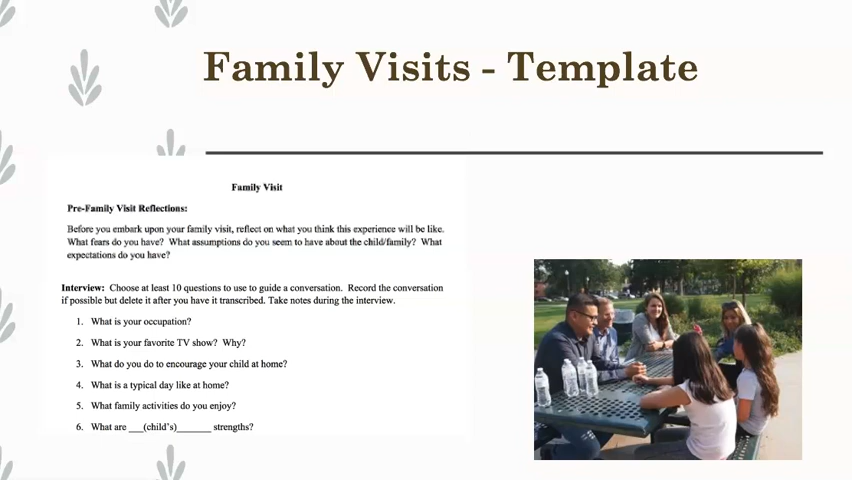 Family Visits - Template
Family Visit
Pre-Family Visit Reflections:
Before you embark upon your family visit, reflect on what you think this experience will be like.
What fears do you have? What assumptions do you seem to have about the child/family? What
expectations do you have?
Interview: Choose at least 10 questions to use to guide a conversation. Record the conversation
if possible but delete it after you have it transcribed. Take notes during the interview.
1. What is your occupation?
2. What is your favorite TV show? Why?
3. What do you do to encourage your child at home?
4. What is a typical day like at home?
5. What family activities do you enjoy?
6. What are ___(child's)_______ strengths?